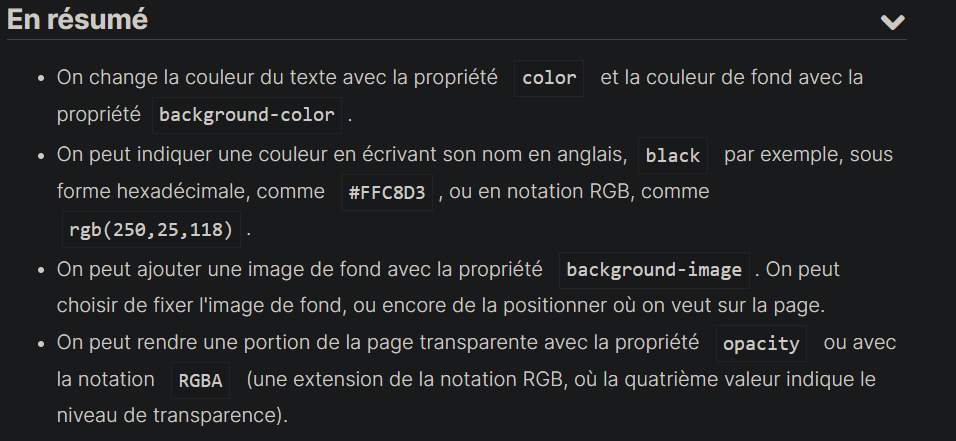 En résumé
• On change la couleur du texte avec la propriété color et la couleur de fond avec la
propriété background-color .
• On peut indiquer une couleur en écrivant son nom en anglais, black par exemple, sous
forme hexadécimale, comme #FFC8D3 , ou en notation RGB, comme
rgb(250,25,118) .
• On peut ajouter une image de fond avec la propriété background-image . On peut
choisir de fixer l'image de fond, ou encore de la positionner où on veut sur la page.
• On peut rendre une portion de la page transparente avec la propriété opacity ou avec
la notation RGBA (une extension de la notation RGB, où la quatrième valeur indique le
niveau de transparence).